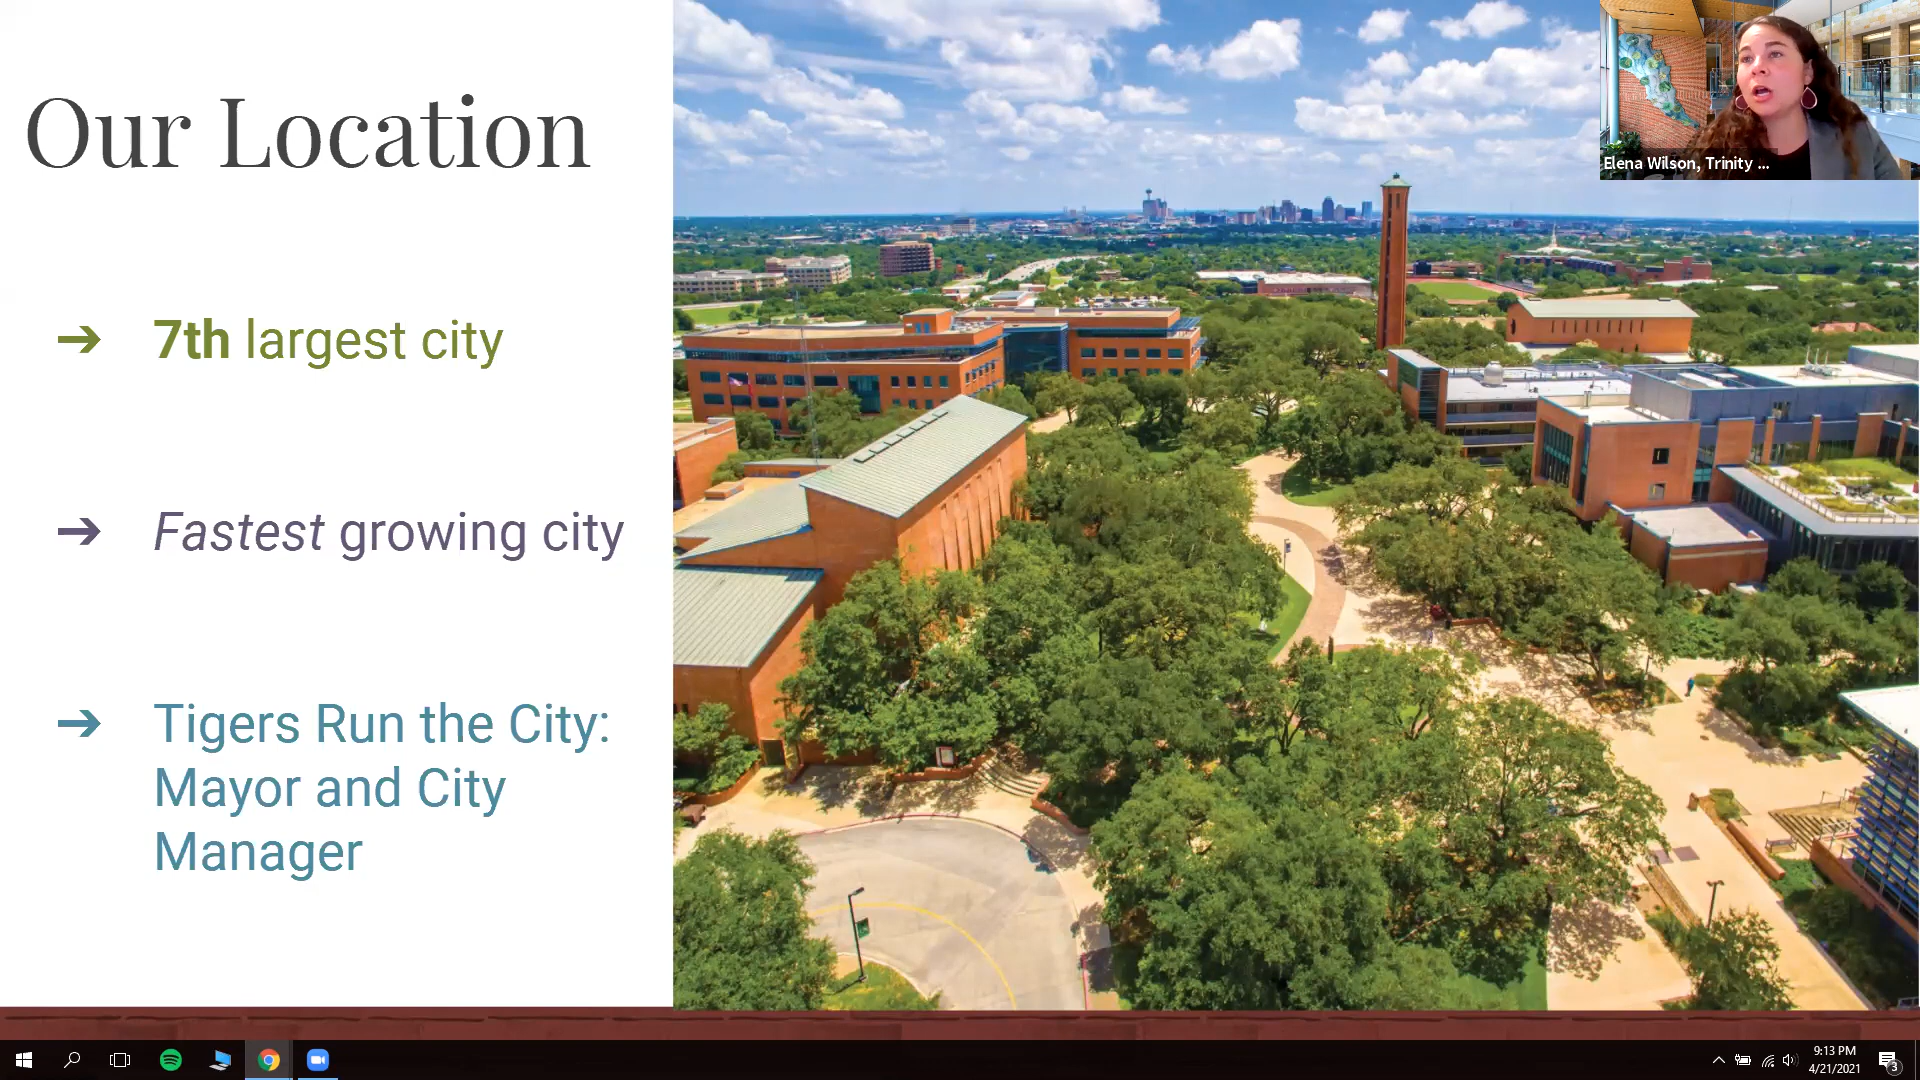 Our Location
➔ 7th largest city
➔ Fastest growing city
➔ Tigers Run the City:
Mayor and City
Manager
Elena Wilson, Trinity ...
9:13 PM
4/21/2021
3